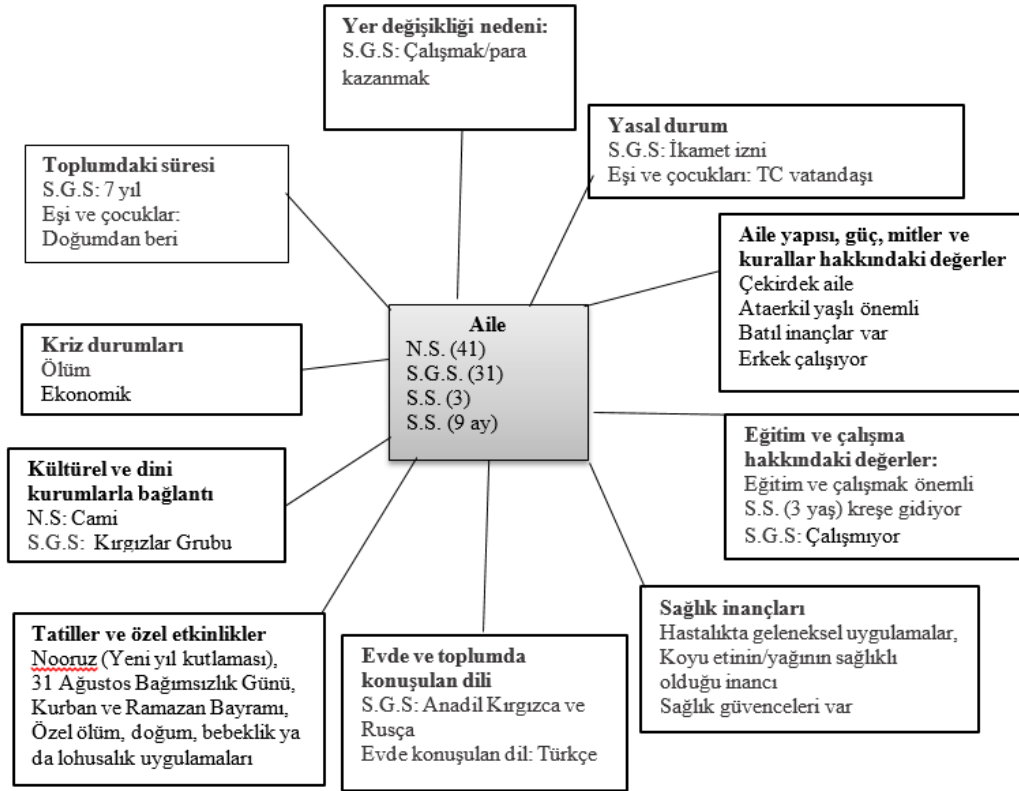 Yer değişikliği nedeni:
S.G.S: Çalışmak/para
kazanmak
Yasal durum
S.G.S: İkamet izni
Eşi ve çocukları: TC vatandaşı
Toplumdaki süresi
S.G.S: 7 yıl
Eşi ve çocuklar:
Doğumdan beri
Aile yapısı, güç, mitler ve
kurallar hakkındaki değerler
Çekirdek aile
Ataerkil yaşlı önemli
Batıl inançlar var
Erkek çalışıyor
Aile
N.S. (41)
S.G.S. (31)
S.S. (3)
S.S. (9 ay)
Kriz durumları
Ölüm
Ekonomik
Eğitim ve çalışma
hakkındaki değerler:
Eğitim ve çalışmak önemli
S.S. (3 yaş) kreşe gidiyor
S.G.S: Çalışmıyor
Kültürel ve dini
kurumlarla bağlantı
N.S: Cami
S.G.S: Kırgızlar Grubu
Sağlık inançları
Hastalıkta geleneksel uygulamalar,
Koyu etinin/yağının sağlıklı
olduğu inancı
Sağlık güvenceleri var
Tatiller ve özel etkinlikler
Nooruz (Yeni yıl kutlaması),
31 Ağustos Bağımsızlık Günü,
Kurban ve Ramazan Bayramı,
Özel ölüm, doğum, bebeklik ya
da lohusalık uygulamaları
Evde ve toplumda
konuşulan dili
S.G.S: Anadil Kırgızca ve
Rusça
Evde konuşulan dil: Türkçe